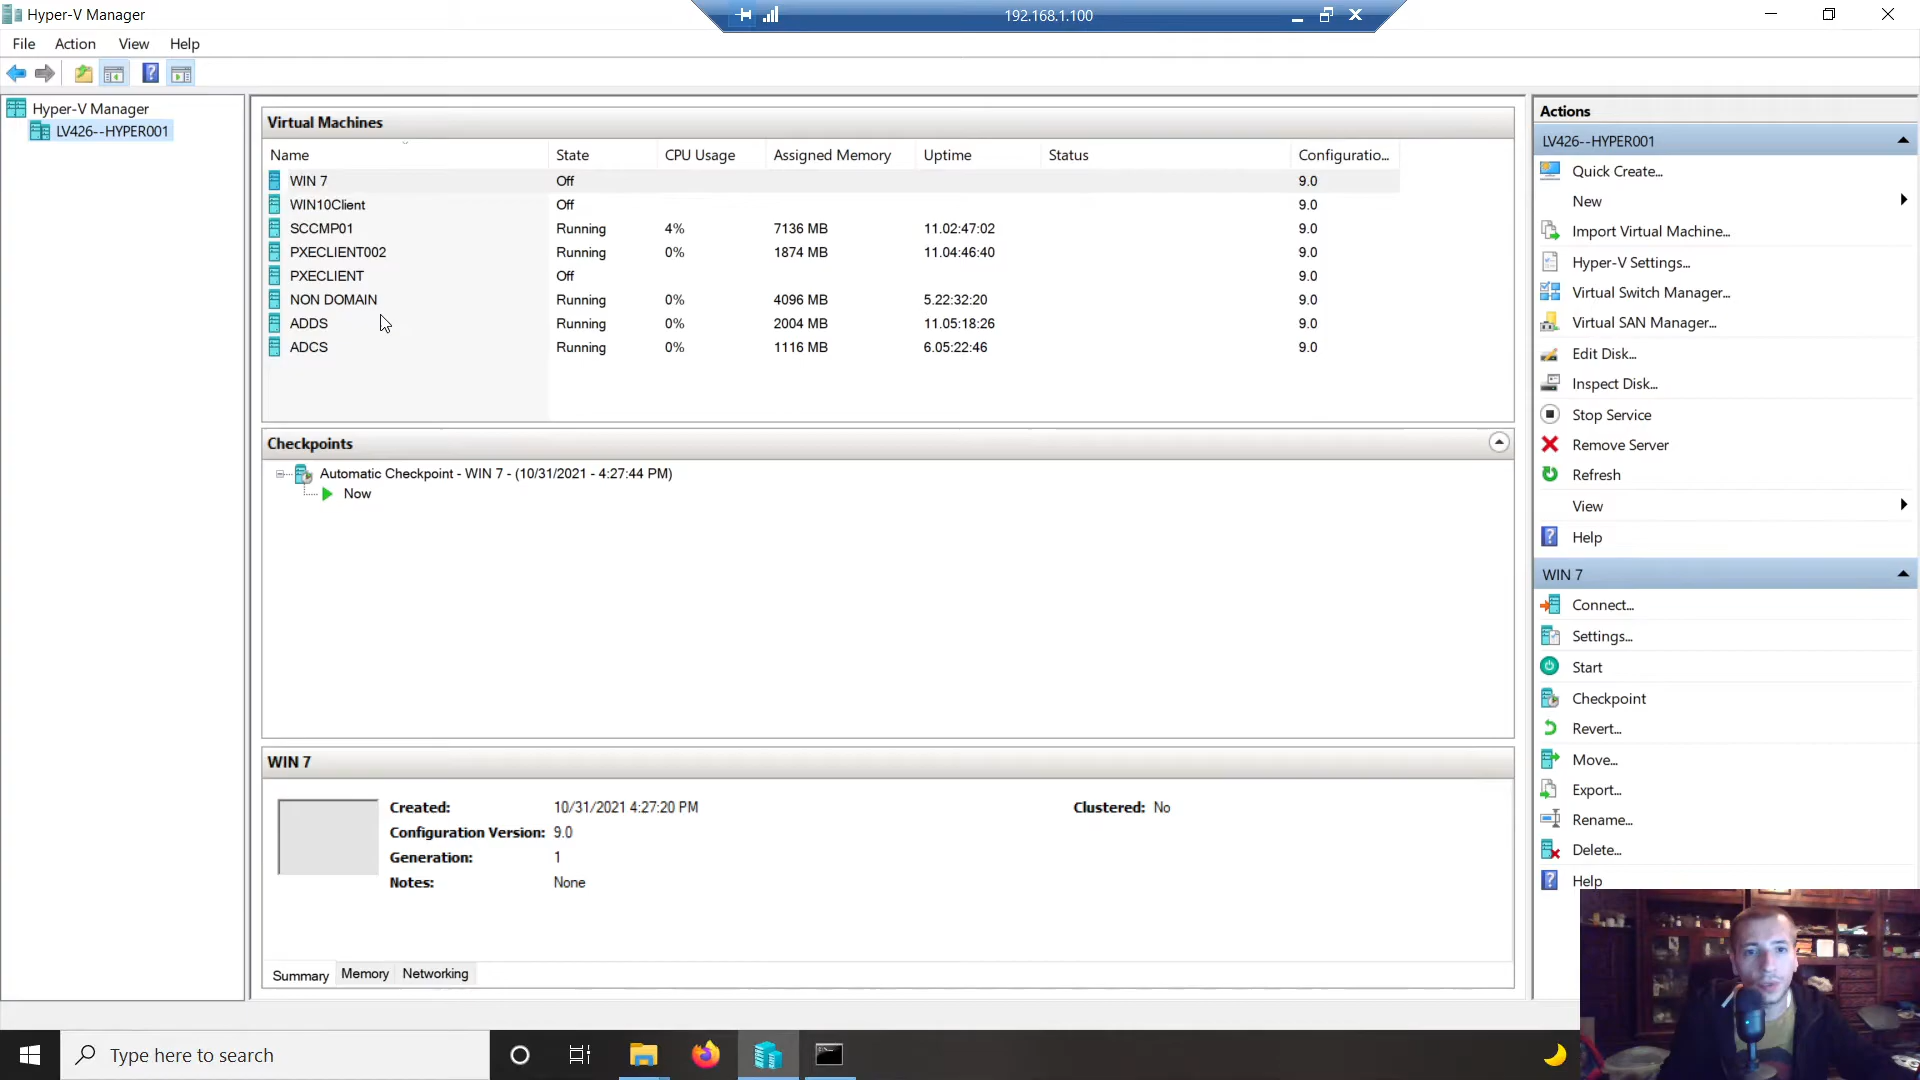 Hyper-V Manager
192.168.1.100
File Action View Help
Hyper-V Manager
LV426--HYPER001
Virtual Machines
Name State CPU Usage Assigned Memory Uptime Status Configuratio...
WIN 7 Off 9.0
WIN10Client Off 9.0
SCCMP01 Running 4% 7136 MB 11.02:47:02 9.0
PXECLIENT002 Running 0% 1874 MB 11.04:46:40 9.0
PXECLIENT Off 9.0
NON DOMAIN Running 0% 4096 MB 5.22:32:20 9.0
ADDS Running 0% 2004 MB 11.05:18:26 9.0
ADCS Running 0% 1116 MB 6.05:22:46 9.0
Checkpoints
Automatic Checkpoint - WIN 7 - (10/31/2021 - 4:27:44 PM)
Now
WIN 7
Created: 10/31/2021 4:27:20 PM Clustered: No
Configuration Version: 9.0
Generation: 1
Notes: None
Summary Memory Networking
Actions
LV426--HYPER001
Quick Create...
New
Import Virtual Machine...
Hyper-V Settings...
Virtual Switch Manager...
Virtual SAN Manager...
Edit Disk...
Inspect Disk...
Stop Service
Remove Server
Refresh
View
Help
WIN 7
Connect...
Settings...
Start
Checkpoint
Revert...
Move...
Export...
Rename...
Delete...
Help
Type here to search